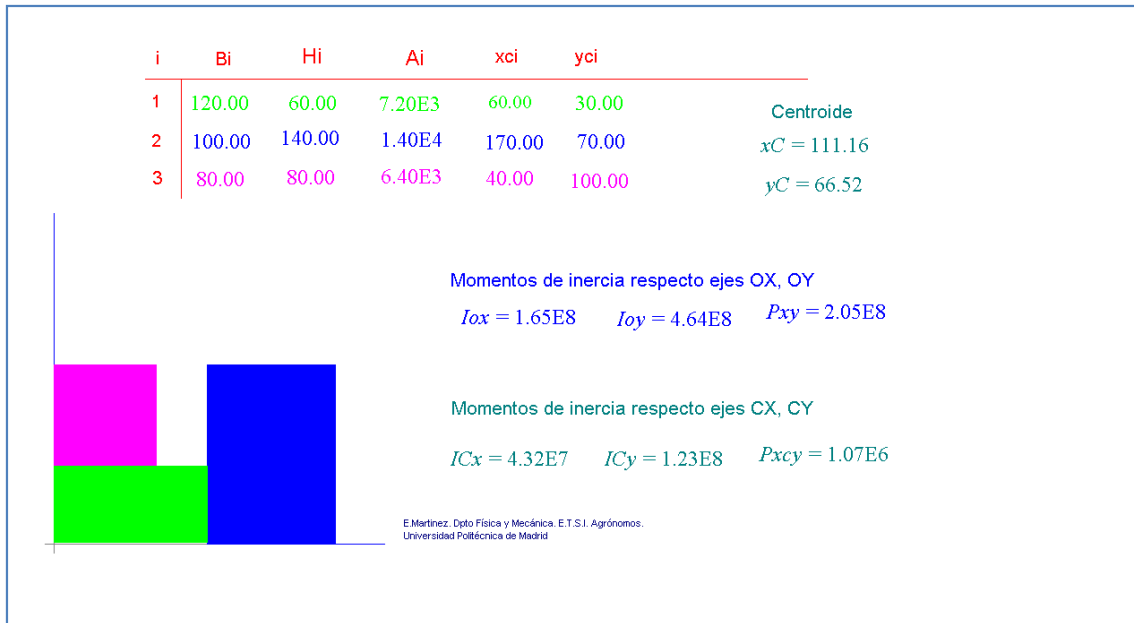 i Bi Hi Ai xci yci
1 120.00 60.00 7.20E3 60.00 30.00
2 100.00 140.00 1.40E4 170.00 70.00
3 80.00 80.00 6.40E3 40.00 100.00
Centroide
xC = 111.16
yC = 66.52
Momentos de inercia respecto ejes OX, OY
Iox = 1.65E8 Ioy = 4.64E8 Pxy = 2.05E8
Momentos de inercia respecto ejes CX, CY
ICx = 4.32E7 ICy = 1.23E8 Pxcy = 1.07E6
E.Martinez. Dpto Física y Mecánica. E.T.S.I. Agrónomos.
Universidad Politécnica de Madrid